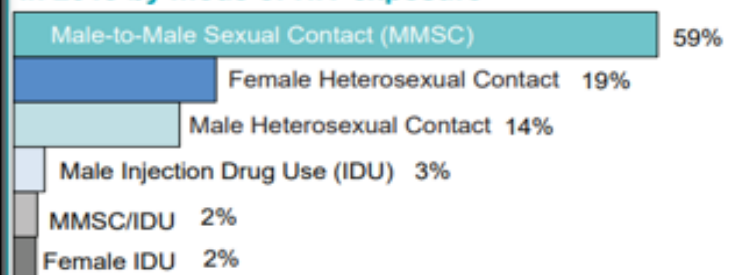 Male-to-Male Sexual Contact (MMSC) 59%
Female Heterosexual Contact 19%
Male Heterosexual Contact 14%
Male Injection Drug Use (IDU) 3%
MMSC/IDU 2%
Female IDU 2%